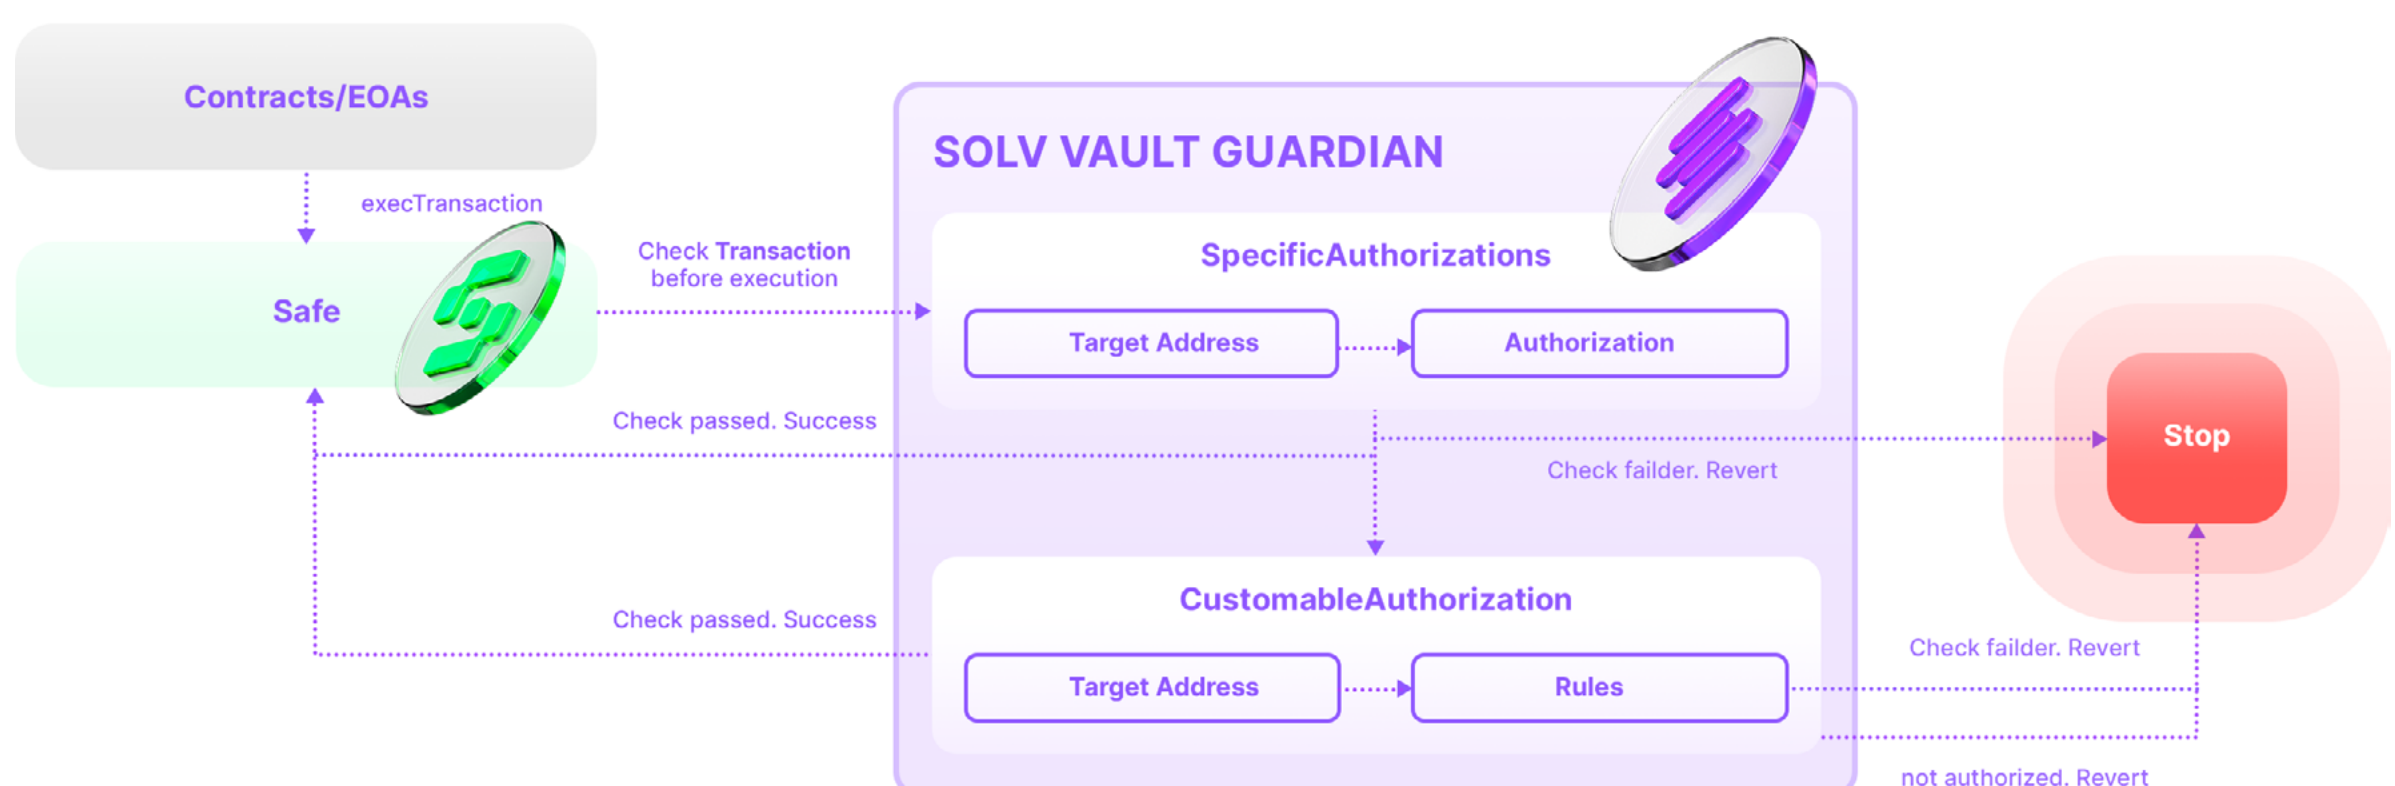 Contracts/EOAs
execTransaction
Safe
Check Transaction
before execution
SOLV VAULT GUARDIAN
SpecificAuthorizations
Target Address
Authorization
Check passed. Success
Check failder. Revert
Stop
CustomableAuthorization
Check passed. Success
Target Address
Rules
Check failder. Revert
not authorized. Revert